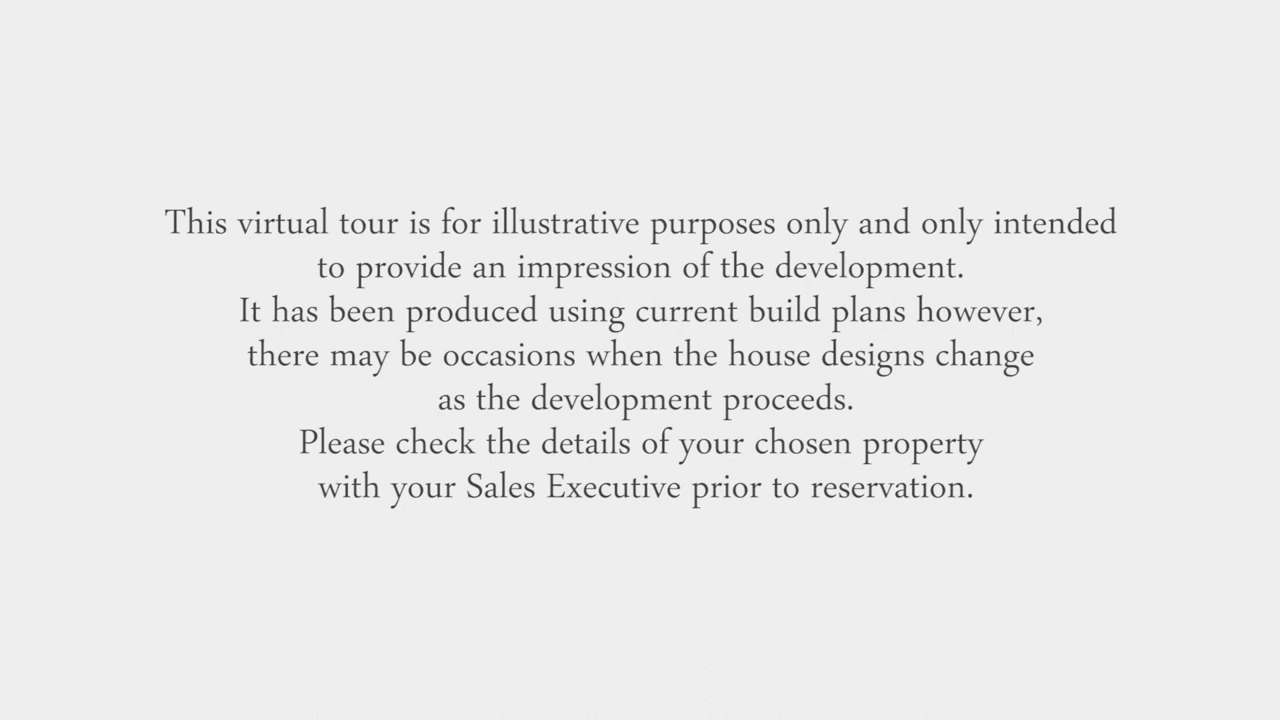 This virtual tour is for illustrative purposes only and only intended
to provide an impression of the development.
It has been produced using current build plans however,
there may be occasions when the house designs change
as the development proceeds.
Please check the details of your chosen property
with your Sales Executive prior to reservation.